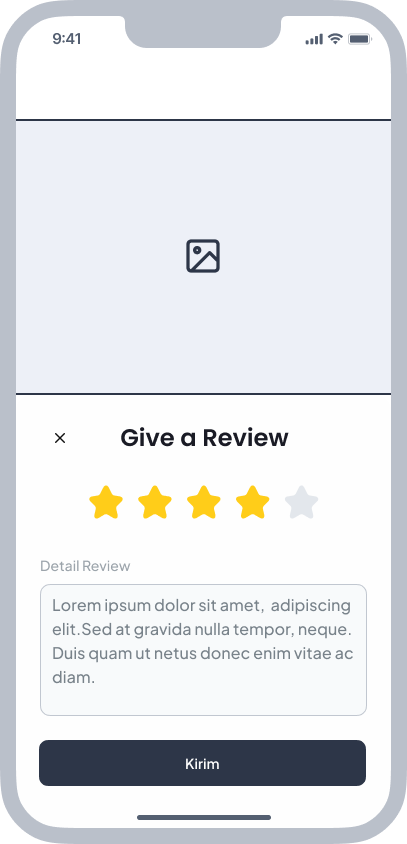 9:41
Give a Review
Detail Review
Lorem ipsum dolor sit amet,  adipiscing
elit.Sed at gravida nulla tempor, neque.
Duis quam ut netus donec enim vitae ac
diam.
Kirim